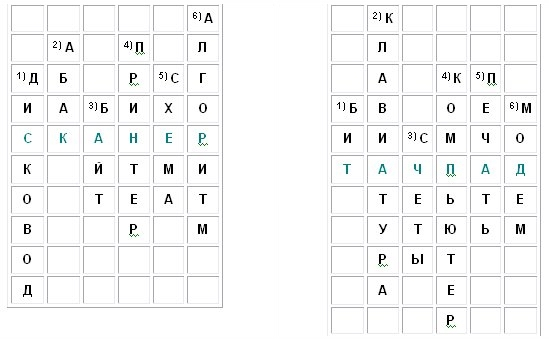 6) А
2) А 4) П Л
1) Д Б Р 5) С Г
И А 3) Б И Х О
С К А Н Е Р
К Й Т М И
О Т Е А Т
В Р М
О
Д
2) К
Л
А 4) К 5) П
1) Б В О Е 6) М
И И 3) С М Ч О
Т А Ч П А Д
Т Е Ь Т Е
У Т Ю Ь М
Р Ы Т
А Е
Р